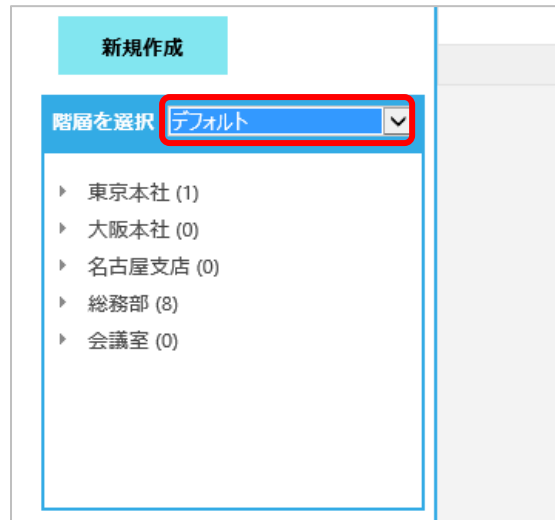 新規作成
階層を選択 デフォルト
東京本社 (1)
大阪本社 (0)
名古屋支店 (0)
総務部 (8)
会議室 (0)